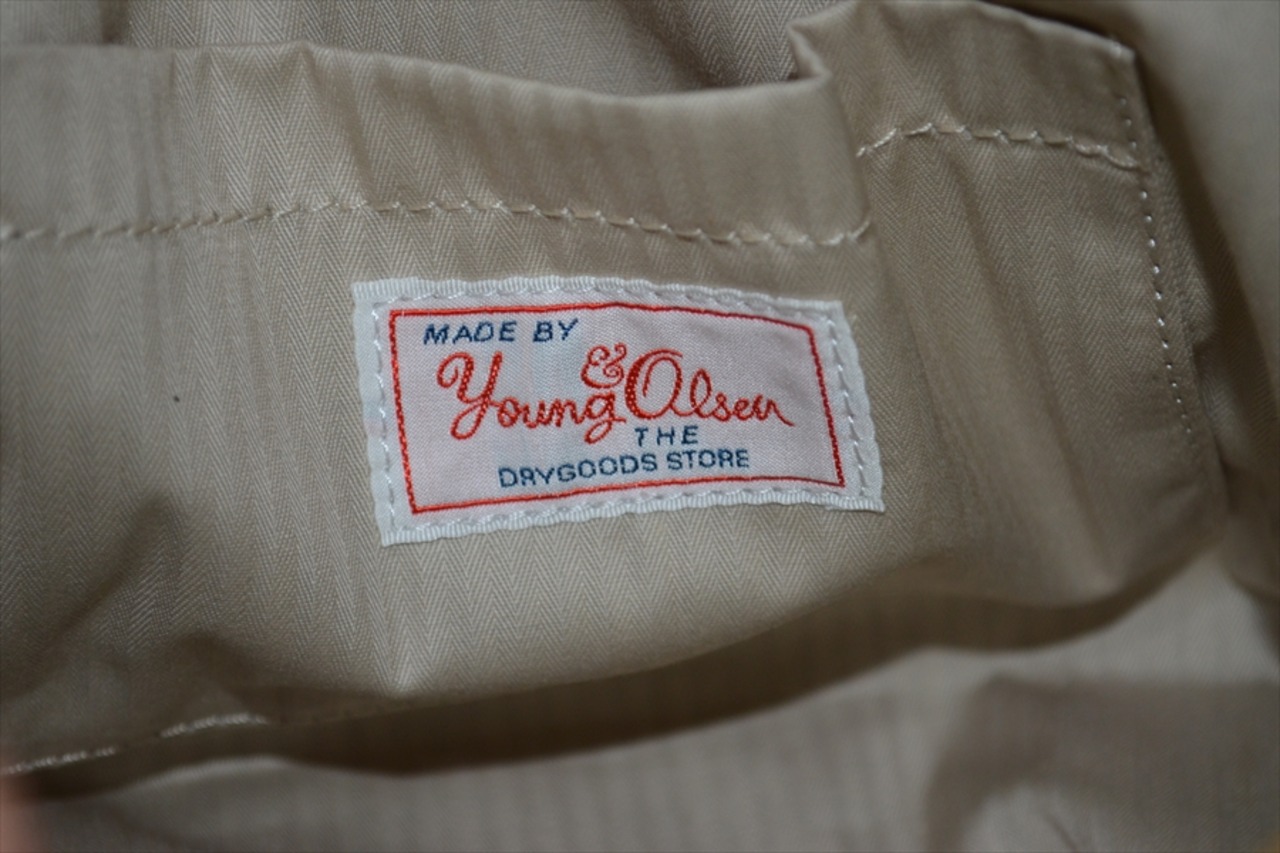 MADE BY
Young & Olsen
THE
DRYGOODS STORE